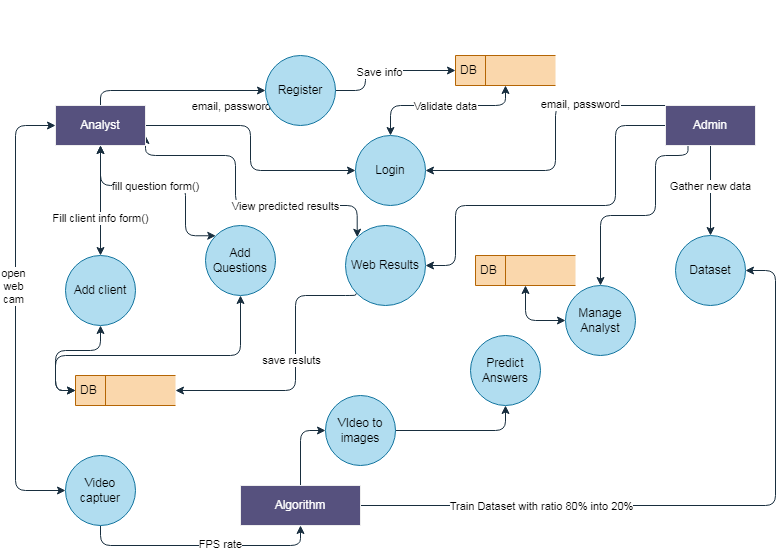 Save info
DB
Register
email, password
Validate data
email, password
Analyst
Admin
Login
fill question form()
Gather new data
View predicted results
Fill client info form()
Add
Questions
Web Results
DB
Dataset
open
web
cam
Add client
Manage
Analyst
save resluts
Predict
Answers
DB
VIdeo to
images
Video
captuer
Algorithm
Train Dataset with ratio 80% into 20%
FPS rate